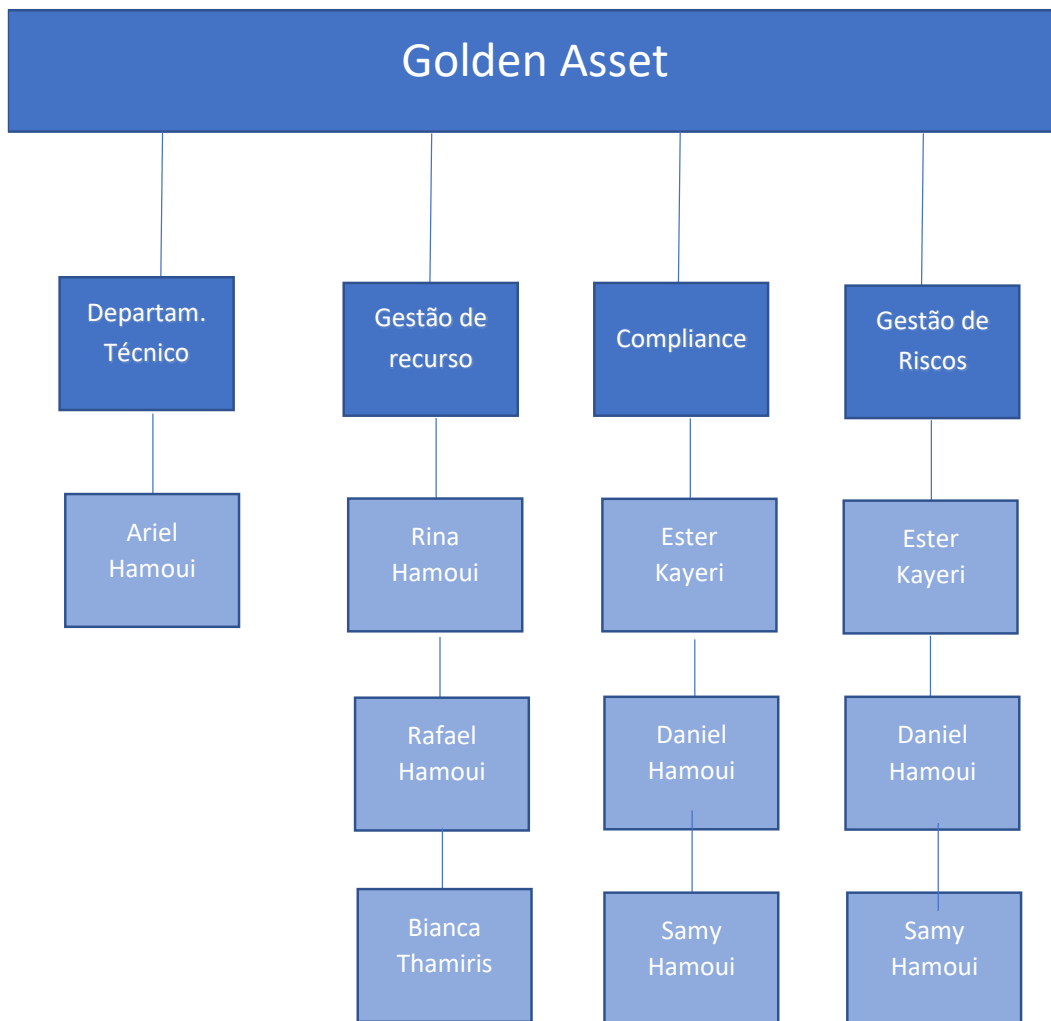 Golden Asset
Departam.
Técnico
Gestão de
recurso
Compliance
Gestão de
Riscos
Ariel
Hamoui
Rina
Hamoui
Ester
Kayeri
Ester
Kayeri
Rafael
Hamoui
Daniel
Hamoui
Daniel
Hamoui
Bianca
Thamiris
Samy
Hamoui
Samy
Hamoui